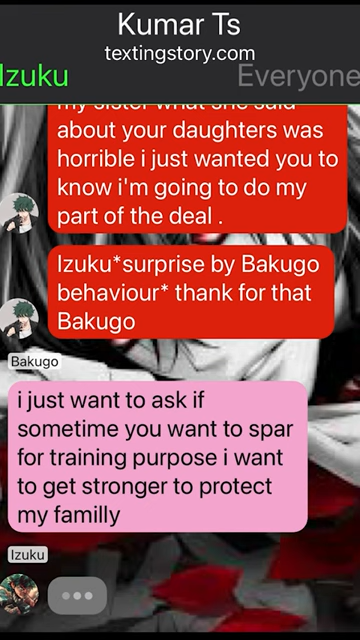 Kumar Ts
textingstory.com
Izuku Everyone
my sister what she said
about your daughters was
horrible i just wanted you to
know i'm going to do my
part of the deal .
Izuku*surprise by Bakugo
behaviour* thank for that
Bakugo
Bakugo
i just want to ask if
sometime you want to spar
for training purpose i want
to get stronger to protect
my familly
Izuku